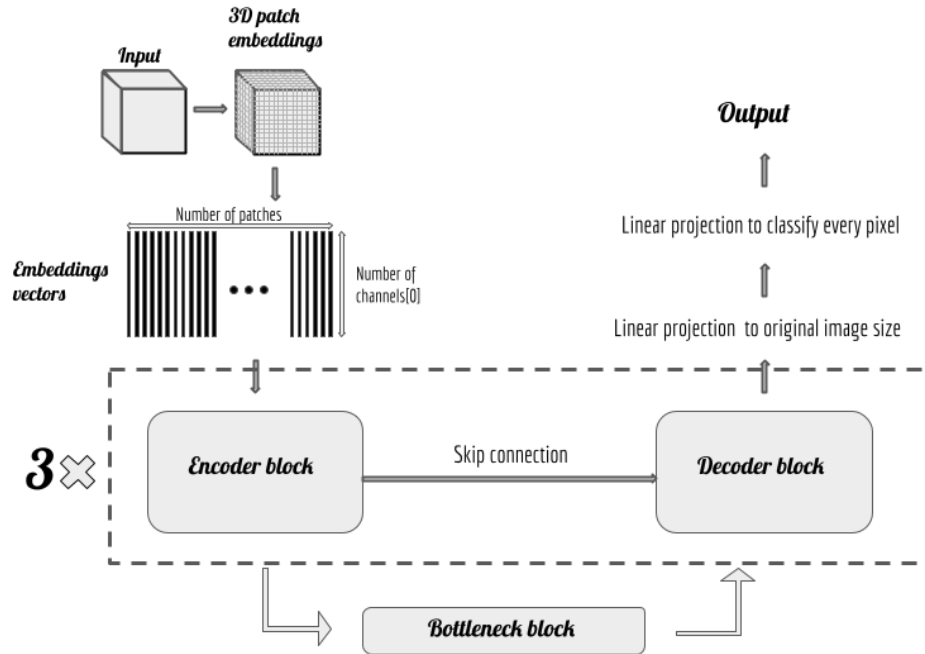 Input
3D patch
embeddings
Number of patches
Embeddings
vectors
Number of
channels[0]
Output
Linear projection to classify every pixel
Linear projection to original image size
3 ×
Encoder block
Skip connection
Decoder block
Bottleneck block